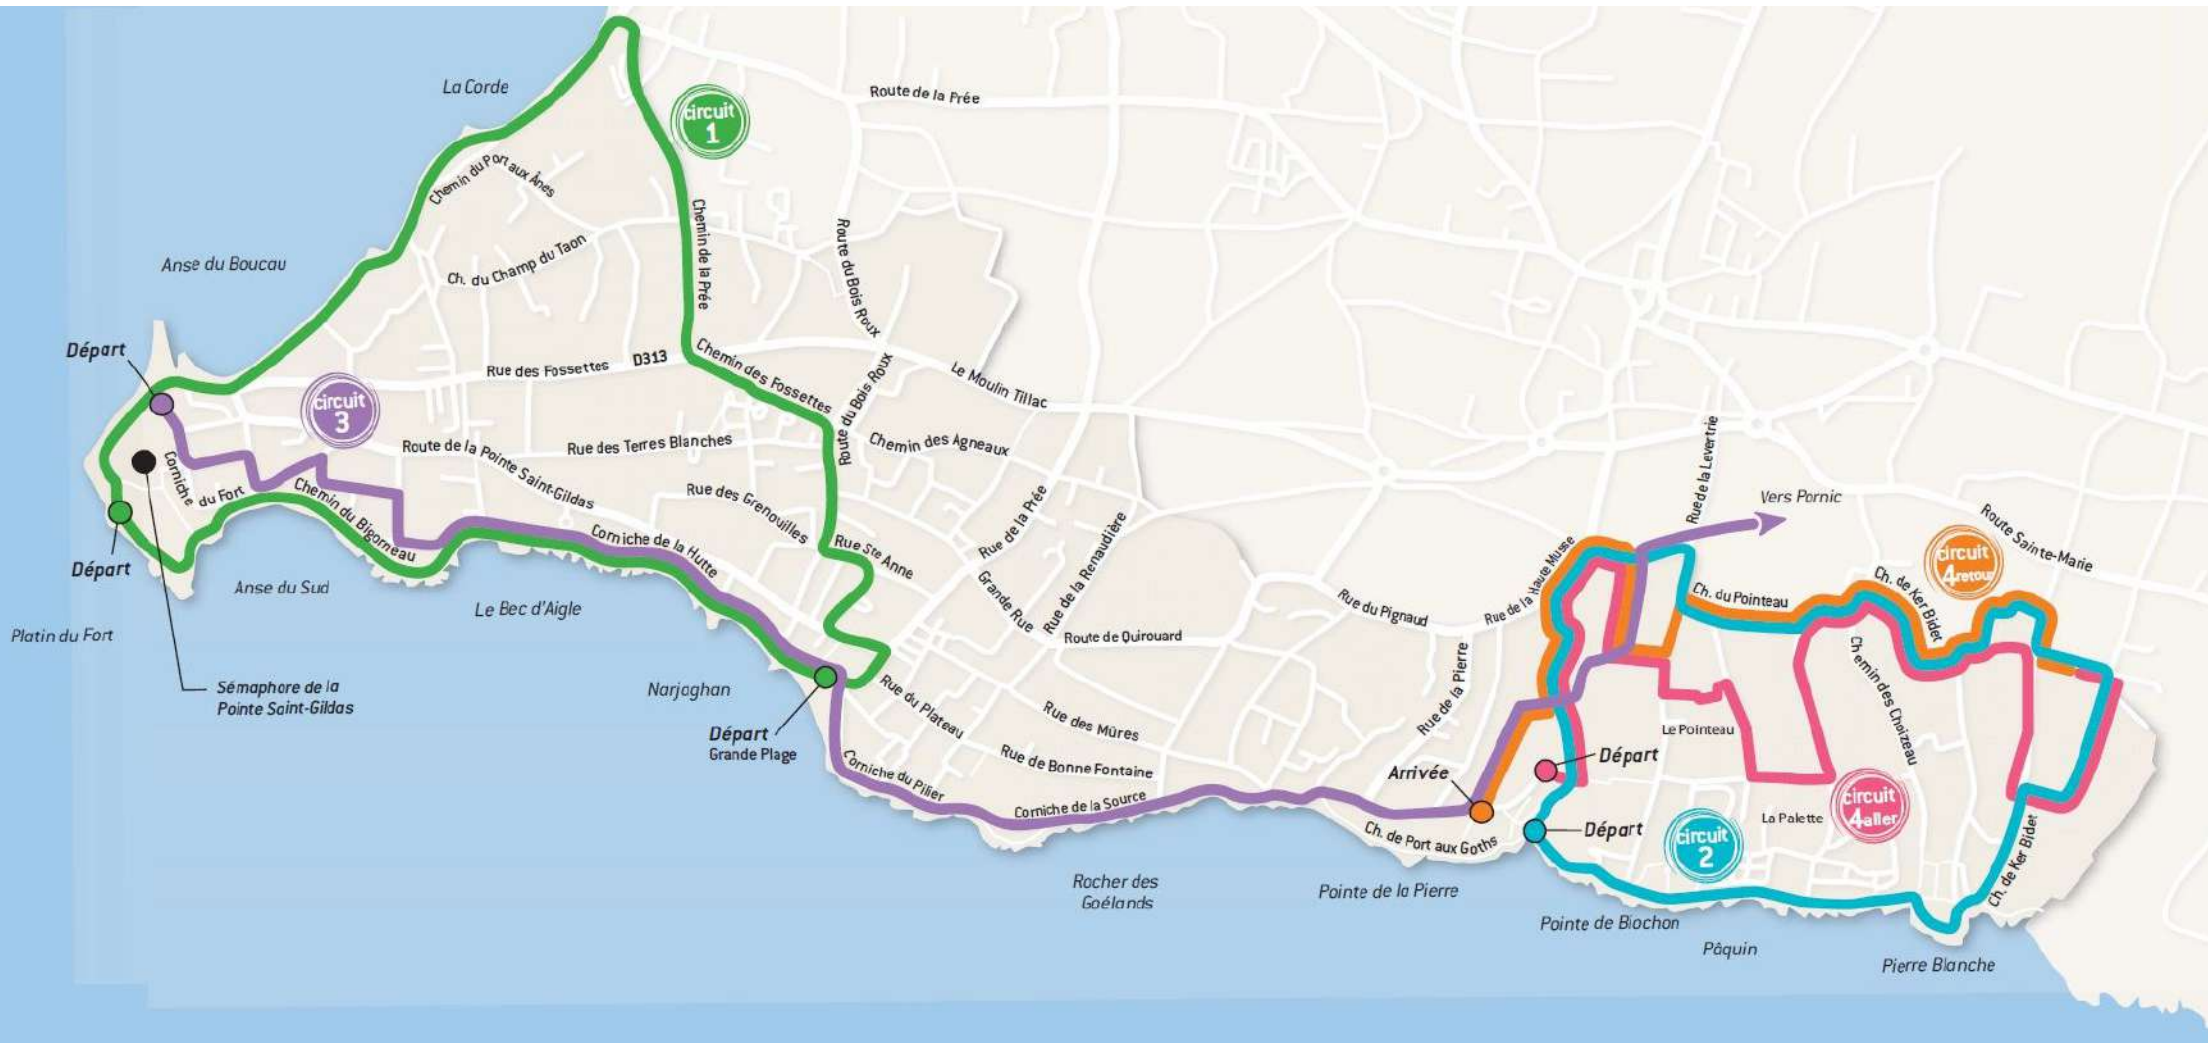 La Corde
circuit
1
Route de la Prée
Chemin du Port aux Ânes
Chemin de la Prée
Route du Bois Roux
Anse du Boucau
Ch. du Champ du Taon
Départ
Rue des Fossettes
D313
Chemin des Fossettes
Route du Bois Roux
Le Moulin Tillac
circuit
3
Route de la Pointe Saint-Gildas
Rue des Terres Blanches
Chemin des Agneaux
Rue de la Levertrie
Corniche du Fort
Chemin du Bigorneau
Rue des Grenouilles
Rue de la Prée
Rue de la Renaudière
Vers Pornic
Route Sainte-Marie
Départ
Anse du Sud
Corniche de la Hutte
Rue Ste Anne
Grande Rue
Rue de la Haute Musse
circuit
4retour
Ch. du Pointeau
Ch. de Ker Bidet
Le Bec d'Aigle
Rue du Pignaud
Route de Quirouard
Platin du Fort
Sémaphore de la
Pointe Saint-Gildas
Narjoghan
Rue du Plateau
Rue des Mûres
Rue de la Pierre
Chemin des Choizeau
Le Pointeau
Départ
Grande Plage
Rue de Bonne Fontaine
Corniche du Pilier
Corniche de la Source
Arrivée
Départ
circuit
4aller
La Palette
Ch. de Port aux Goths
Départ
circuit
2
Ch. de Ker Bidet
Rocher des
Goélands
Pointe de la Pierre
Pointe de Biochon
Pâquin
Pierre Blanche